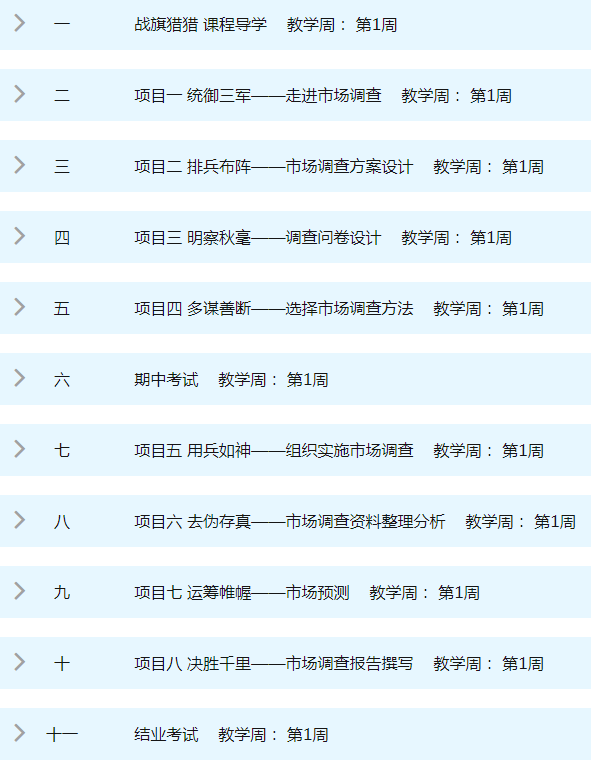 一 战旗猎猎 课程导学 教学周： 第1周
二 项目一 统御三军——走进市场调查 教学周： 第1周
三 项目二 排兵布阵——市场调查方案设计 教学周： 第1周
四 项目三 明察秋毫——调查问卷设计 教学周： 第1周
五 项目四 多谋善断——选择市场调查方法 教学周： 第1周
六 期中考试 教学周： 第1周
七 项目五 用兵如神——组织实施市场调查 教学周： 第1周
八 项目六 去伪存真——市场调查资料整理分析 教学周： 第1周
九 项目七 运筹帷幄——市场预测 教学周： 第1周
十 项目八 决胜千里——市场调查报告撰写 教学周： 第1周
十一 结业考试 教学周： 第1周